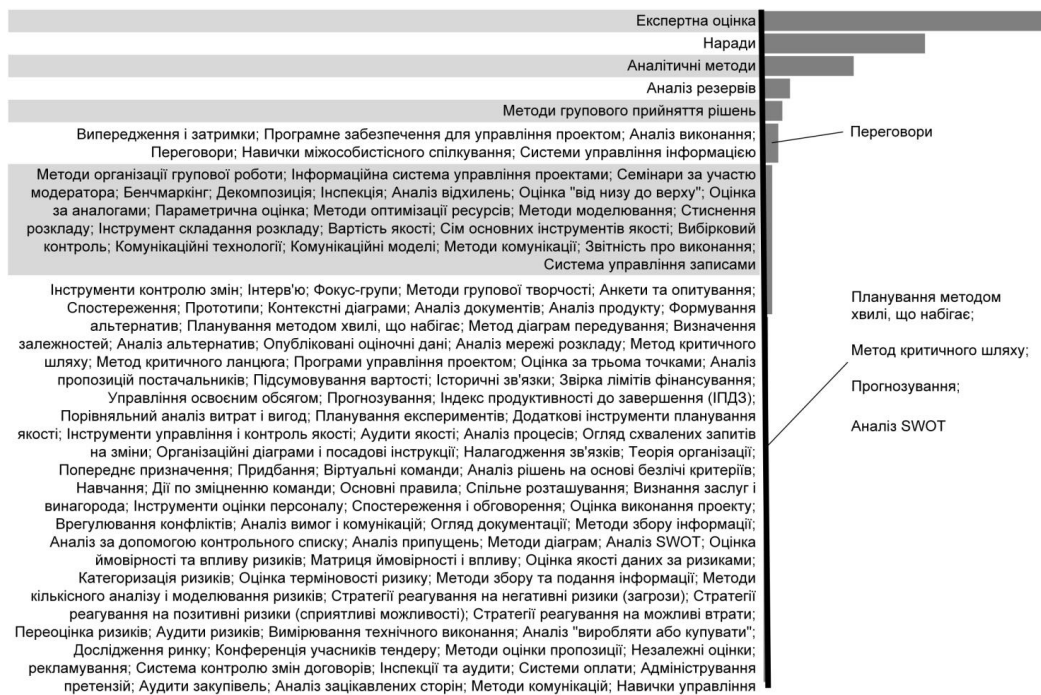 Експертна оцінка
Наради
Аналітичні методи
Аналіз резервів
Методи групового прийняття рішень
Випередження і затримки; Програмне забезпечення для управління проектом; Аналіз виконання;
Переговори; Навички міжособистісного спілкування; Системи управління інформацією
Переговори
Методи організації групової роботи; Інформаційна система управління проектами; Семінари за участю
модератора; Бенчмаркінг; Декомпозиція; Інспекція; Аналіз відхилень; Оцінка "від низу до верху"; Оцінка
за аналогами; Параметрична оцінка; Методи оптимізації ресурсів; Методи моделювання; Стиснення
розкладу; Інструмент складання розкладу; Вартість якості; Сім основних інструментів якості; Вибірковий
контроль; Комунікаційні технології; Комунікаційні моделі; Методи комунікації; Звітність про виконання;
Система управління записами
Інструменти контролю змін; Інтерв'ю; Фокус-групи; Методи групової творчості; Анкети та опитування;
Спостереження; Прототипи; Контекстні діаграми; Аналіз документів; Аналіз продукту; Формування
альтернатив; Планування методом хвилі, що набігає; Метод діаграм передування; Визначення
залежностей; Аналіз альтернатив; Опубліковані оціночні дані; Аналіз мережі розкладу; Метод критичного
шляху; Метод критичного ланцюга; Програми управління проектом; Оцінка за трьома точками; Аналіз
пропозицій постачальників; Підсумовування вартості; Історичні зв'язки; Звірка лімітів фінансування;
Управління освоєним обсягом; Прогнозування; Індекс продуктивності до завершення (ІПДЗ);
Порівняльний аналіз витрат і вигод; Планування експериментів; Додаткові інструменти планування
якості; Інструменти управління і контроль якості; Аудити якості; Аналіз процесів; Огляд схвалених запитів
на зміни; Організаційні діаграми і посадові інструкції; Налагодження зв'язків; Теорія організації;
Попереднє призначення; Придбання; Віртуальні команди; Аналіз рішень на основі безлічі критеріїв;
Навчання; Дії по зміцненню команди; Основні правила; Спільне розташування; Визнання заслуг і
винагорода; Інструменти оцінки персоналу; Спостереження і обговорення; Оцінка виконання проекту;
Врегулювання конфліктів; Аналіз вимог і комунікацій; Огляд документації; Методи збору інформації;
Аналіз за допомогою контрольного списку; Аналіз припущень; Методи діаграм; Аналіз SWOT; Оцінка
ймовірності та впливу ризиків; Матриця ймовірності і впливу; Оцінка якості даних за ризиками;
Категоризація ризиків; Оцінка терміновості ризику; Методи збору та подання інформації; Методи
кількісного аналізу і моделювання ризиків; Стратегії реагування на негативні ризики (загрози); Стратегії
реагування на позитивні ризики (сприятливі можливості); Стратегії реагування на можливі втрати;
Переоцінка ризиків; Аудити ризиків; Вимірювання технічного виконання; Аналіз "виробляти або купувати";
Дослідження ринку; Конференція учасників тендеру; Методи оцінки пропозиції; Незалежні оцінки;
рекламування; Система контролю змін договорів; Інспекції та аудити; Системи оплати; Адміністрування
претензій; Аудити закупівель; Аналіз зацікавлених сторін; Методи комунікацій; Навички управління
Планування методом
хвилі, що набігає;
Метод критичного шляху;
Прогнозування;
Аналіз SWOT